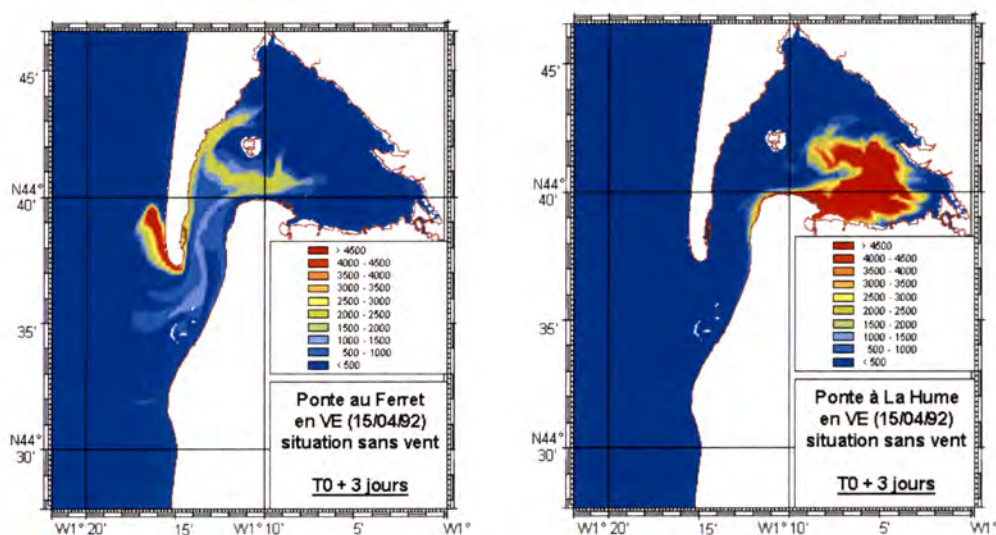 45'
N44°
40'
35'
N44°
30'
> 4500
4000 - 4500
3500 - 4000
3000 - 3500
2500 - 3000
2000 - 2500
1500 - 2000
1000 - 1500
500 - 1000
< 500
Ponte au Ferret
en VE (15/04/92)
situation sans vent
T0 + 3 jours
W1° 20'
15'
W1° 10'
5'
W1°
45'
N44°
40'
35'
N44°
30'
> 4500
4000 - 4500
3500 - 4000
3000 - 3500
2500 - 3000
2000 - 2500
1500 - 2000
1000 - 1500
500 - 1000
< 500
Ponte à La Hume
en VE (15/04/92)
situation sans vent
T0 + 3 jours
W1° 20'
15'
W1° 10'
5'
W1°